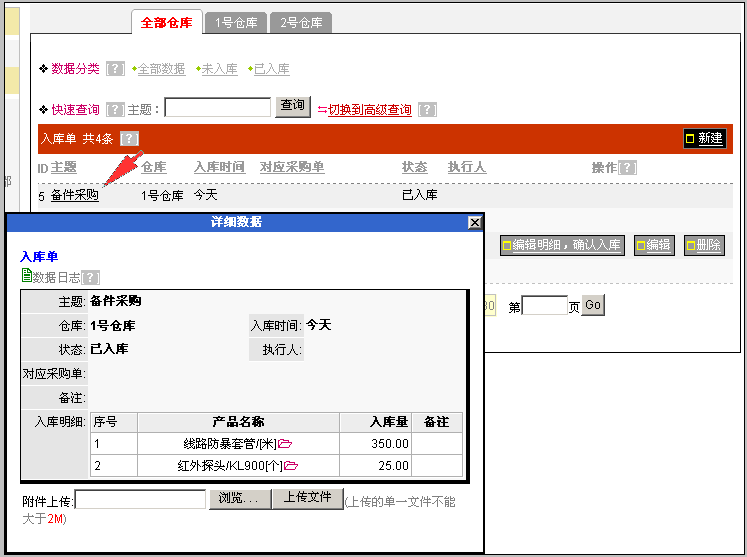 全部仓库 1号仓库 2号仓库
❖ 数据分类 [?] 全部数据 未入库 已入库
❖ 快速查询 [?] 主题： 查询 ⇆切换到高级查询 [?]
入库单 共4条 [?] 新建
ID 主题 仓库 入库时间 对应采购单 状态 执行人 操作[?]
5 备件采购 1号仓库 今天 已入库
详细数据
编辑明细，确认入库 编辑 删除
入库单
数据日志[?]
主题: 备件采购
第 页 Go
仓库: 1号仓库 入库时间: 今天
状态: 已入库 执行人:
对应采购单:
备注:
入库明细: 序号 产品名称 入库量 备注
1 线路防暴套管/[米] 350.00
2 红外探头/KL900[个] 25.00
附件上传: 浏览... 上传文件 (上传的单一文件不能
大于2M)